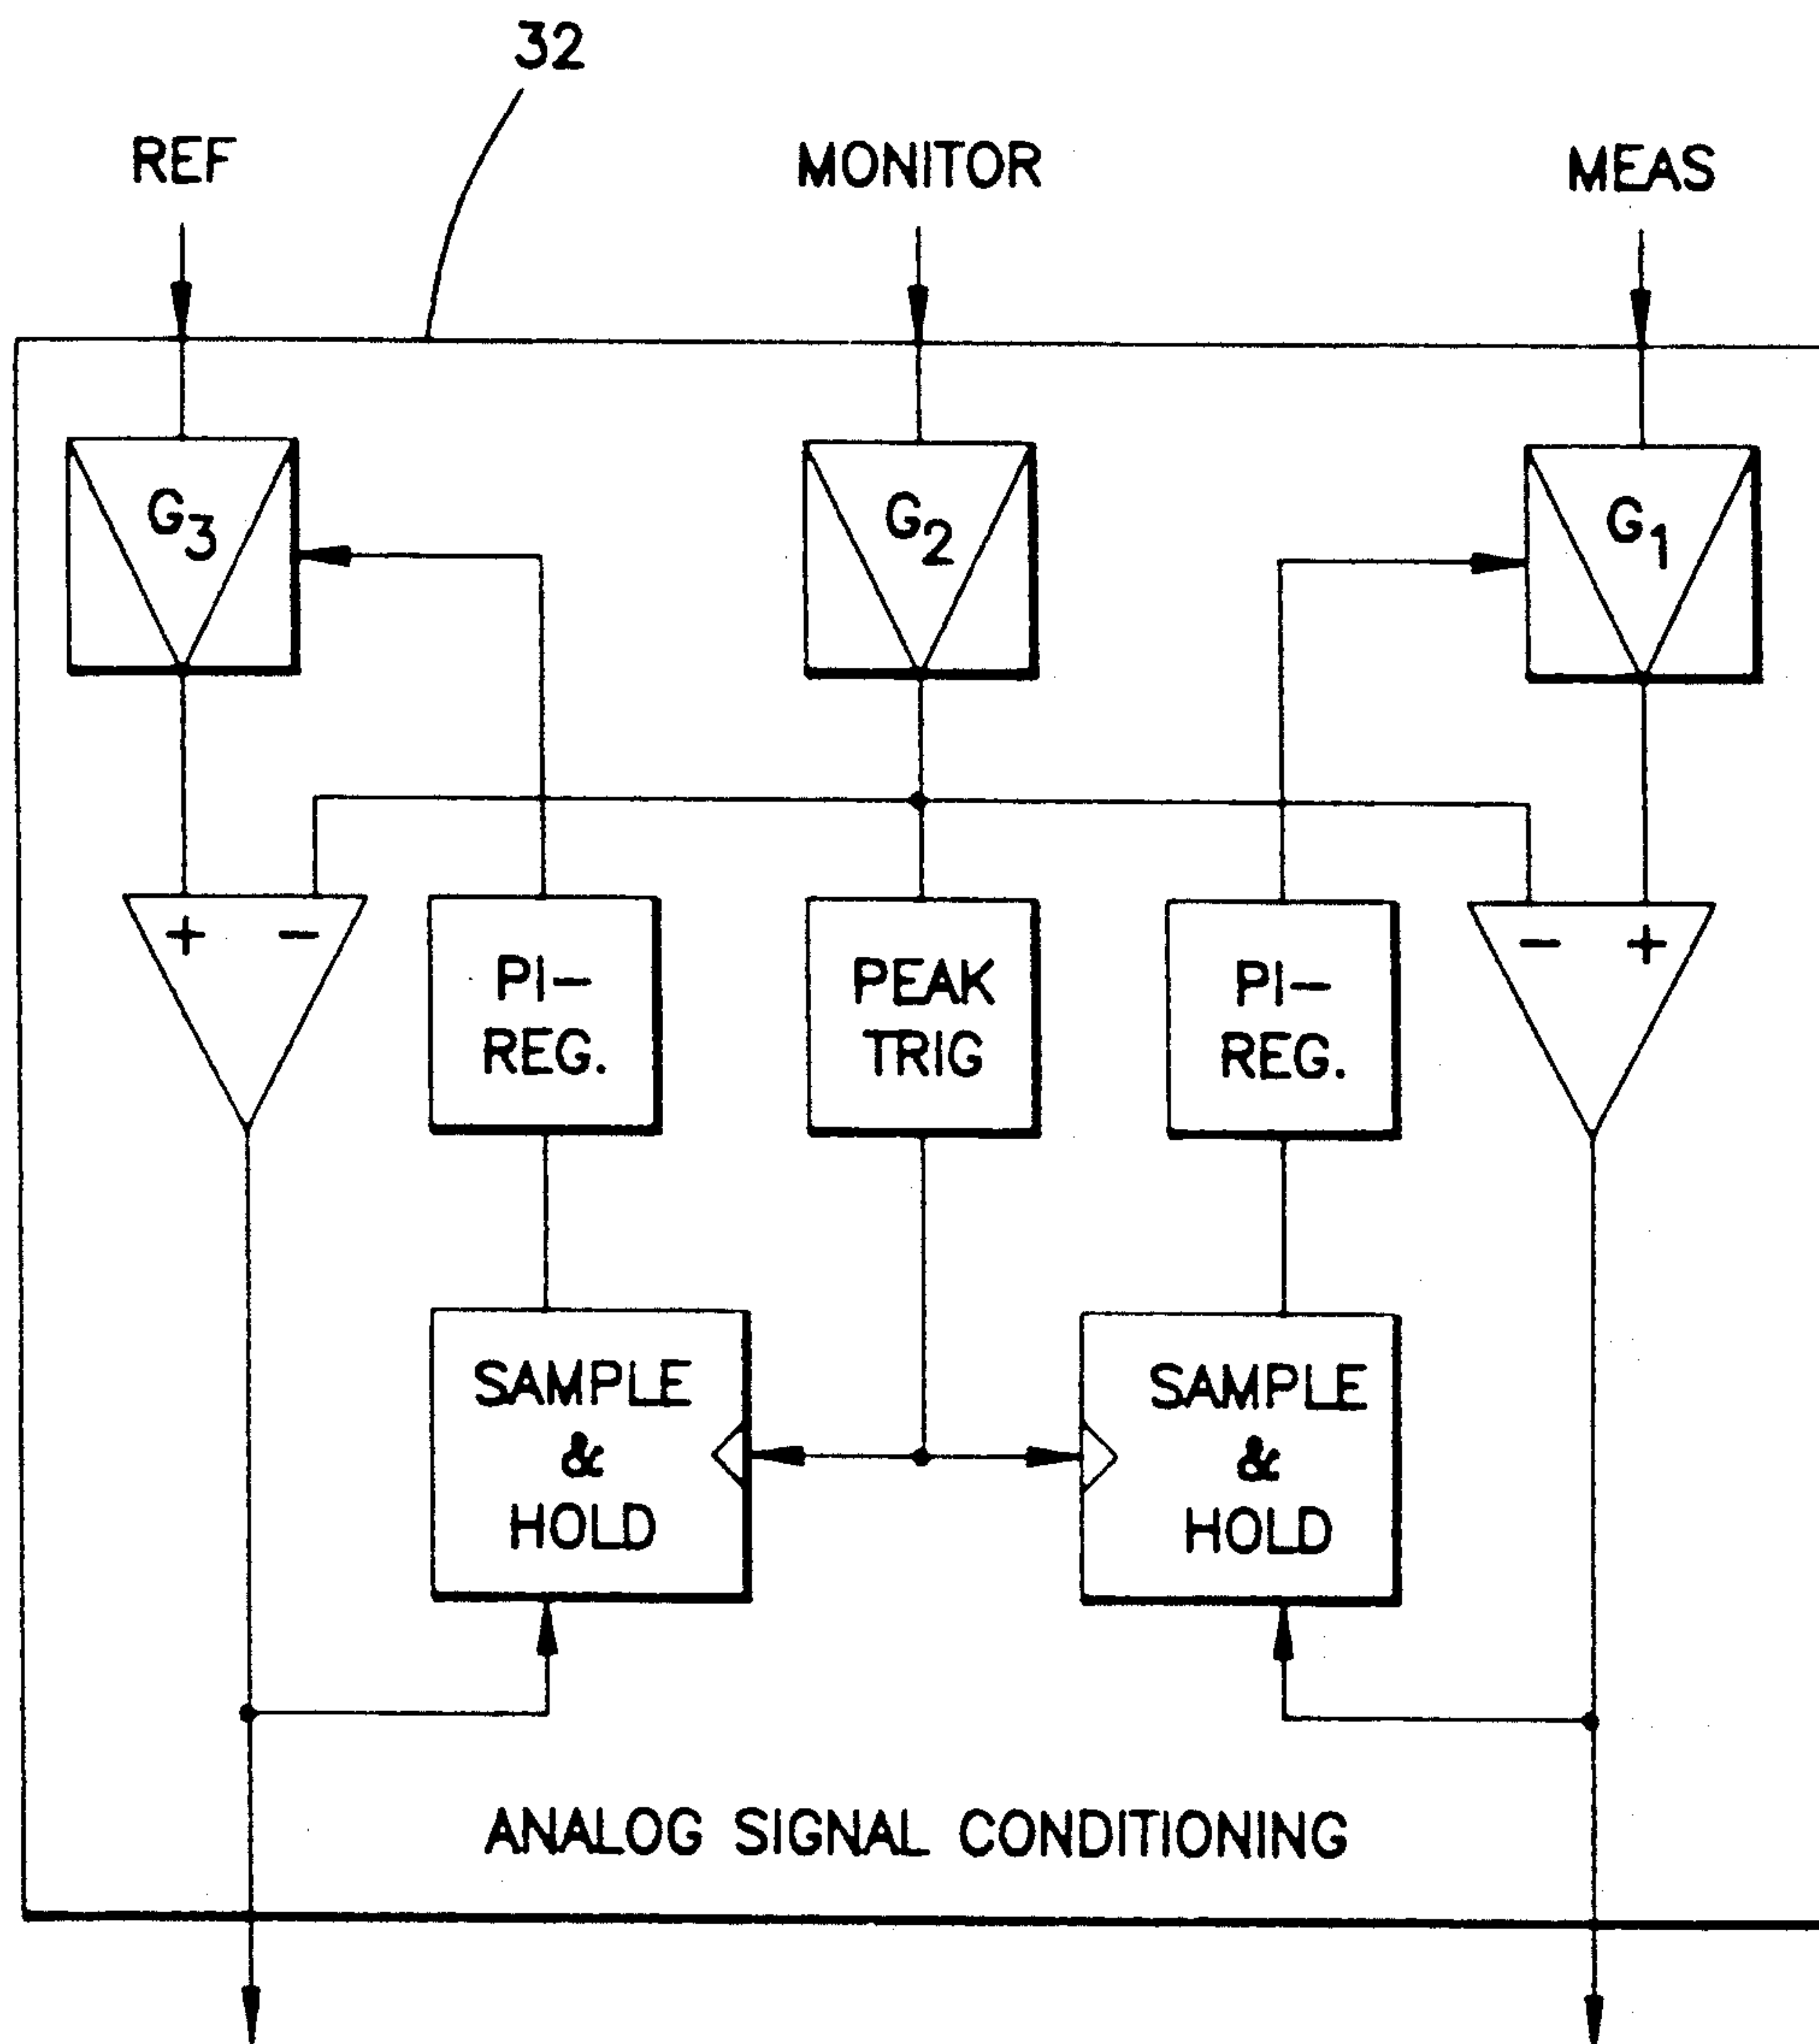 32
REF MONITOR MEAS
G3 G2 G1
+ - - +
PI-
REG.
PEAK
TRIG
PI-
REG.
SAMPLE
&
HOLD
SAMPLE
&
HOLD
ANALOG SIGNAL CONDITIONING